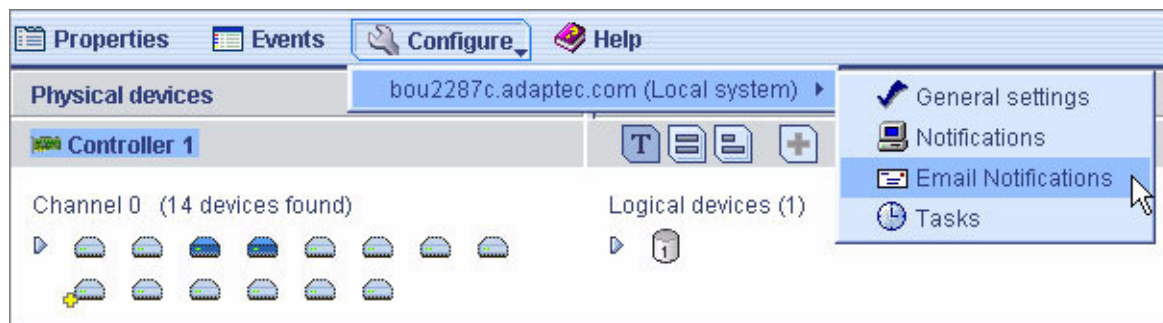 Properties Events Configure Help
Physical devices
bou2287c.adaptec.com (Local system)
General settings
Notifications
Email Notifications
Tasks
Controller 1
T
Channel 0 (14 devices found)
Logical devices (1)
1